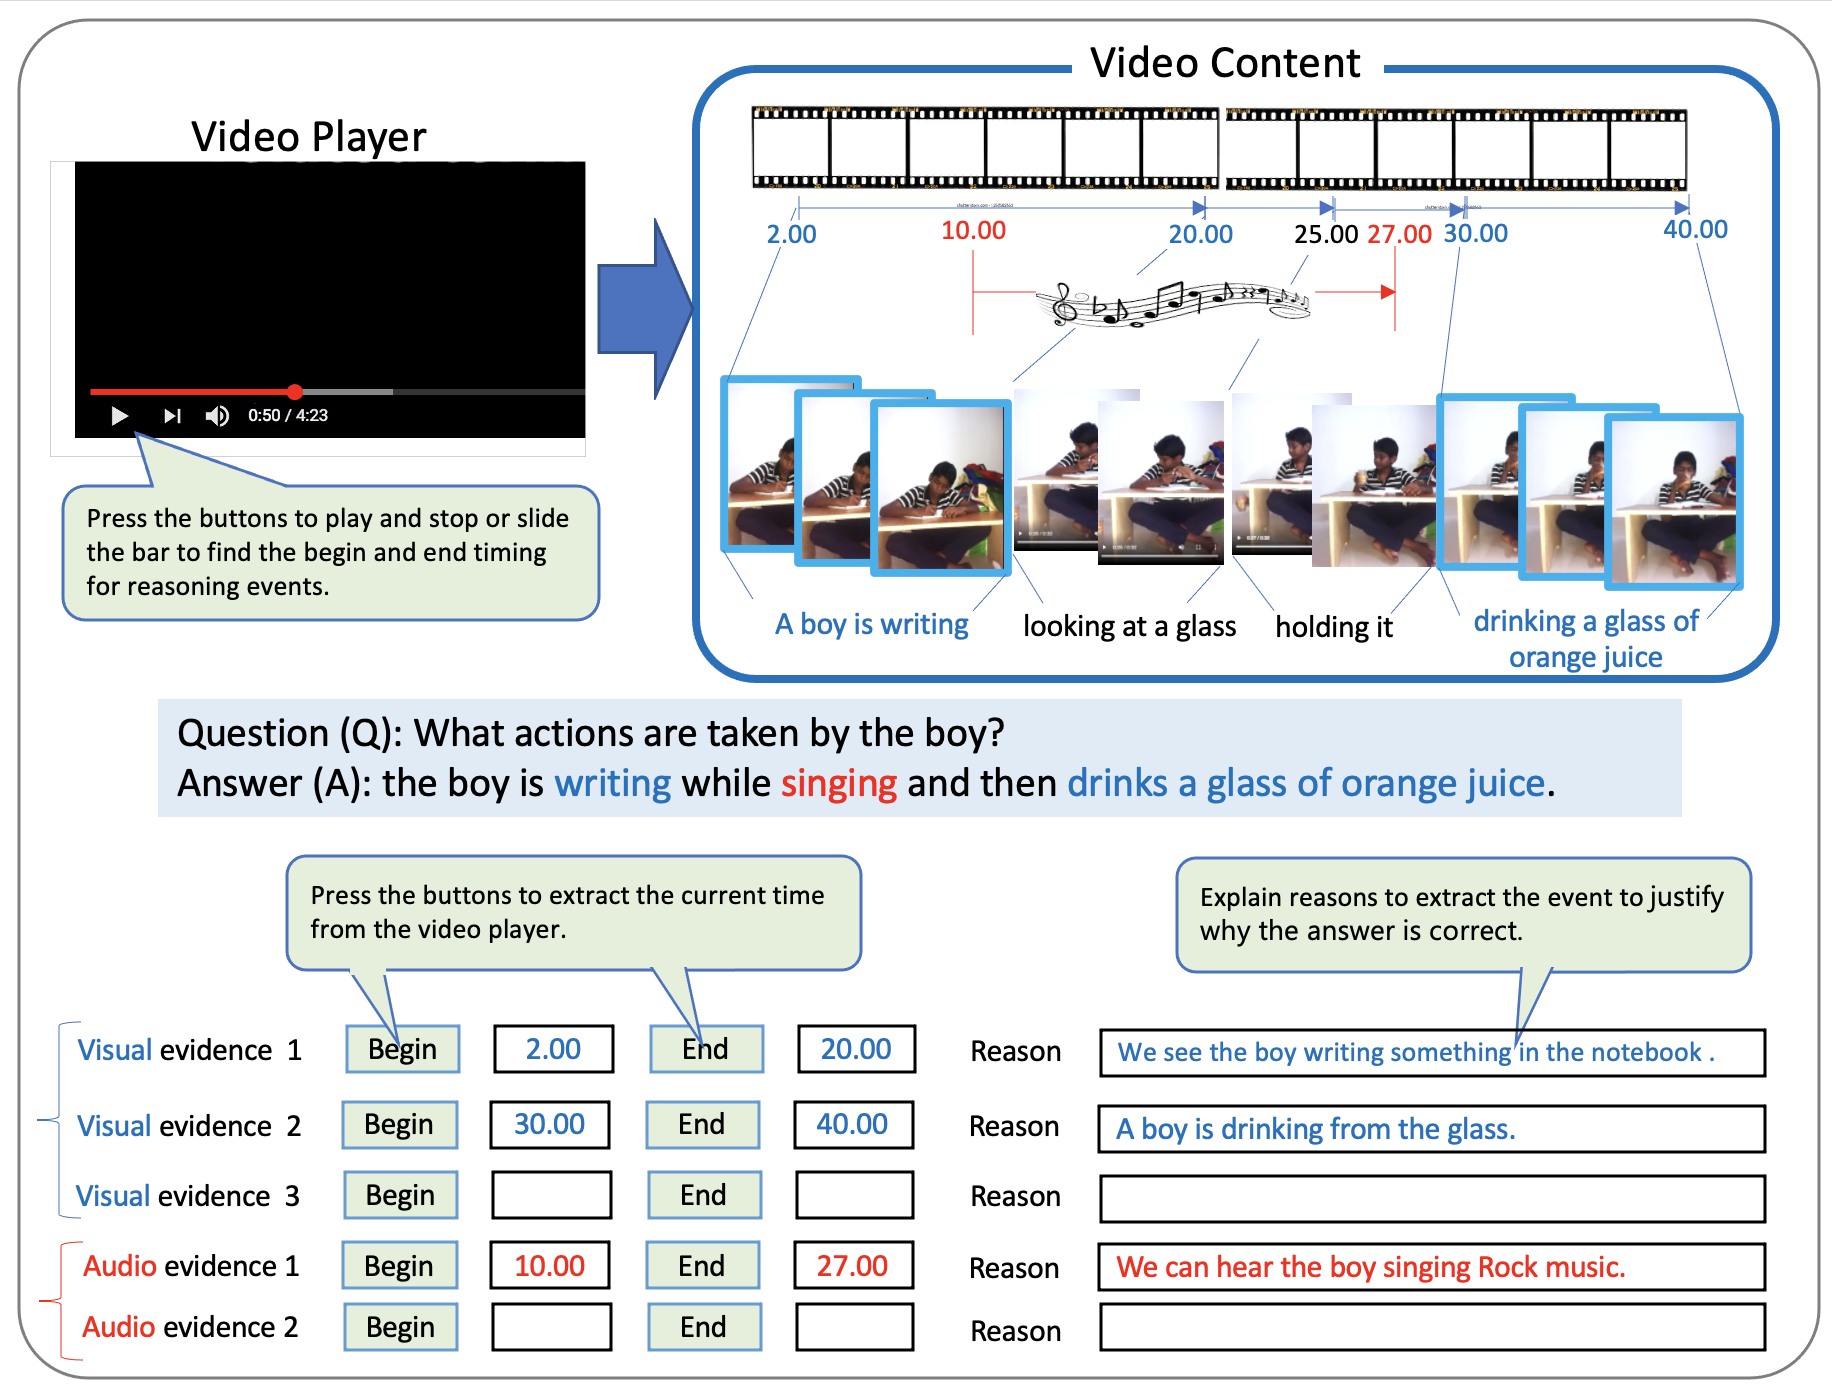 Video Content
Video Player
0:50 / 4:23
Press the buttons to play and stop or slide
the bar to find the begin and end timing
for reasoning events.
2.00
10.00
20.00
25.00
27.00
30.00
40.00
A boy is writing
looking at a glass
holding it
drinking a glass of
orange juice
Question (Q): What actions are taken by the boy?
Answer (A): the boy is writing while singing and then drinks a glass of orange juice.
Press the buttons to extract the current time
from the video player.
Explain reasons to extract the event to justify
why the answer is correct.
Visual evidence 1 Begin 2.00 End 20.00 Reason We see the boy writing something in the notebook .
Visual evidence 2 Begin 30.00 End 40.00 Reason A boy is drinking from the glass.
Visual evidence 3 Begin End Reason
Audio evidence 1 Begin 10.00 End 27.00 Reason We can hear the boy singing Rock music.
Audio evidence 2 Begin End Reason